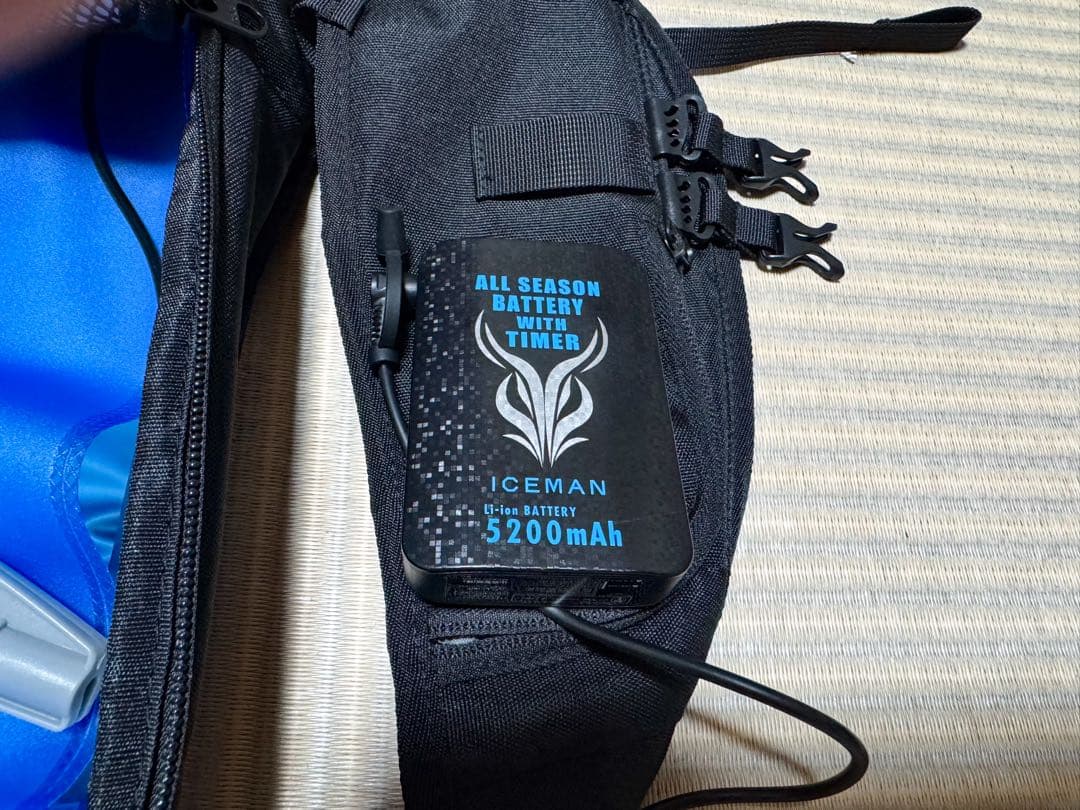 ALL SEASON
BATTERY
WITH
TIMER
ICEMAN
Li-ion BATTERY
5200mAh